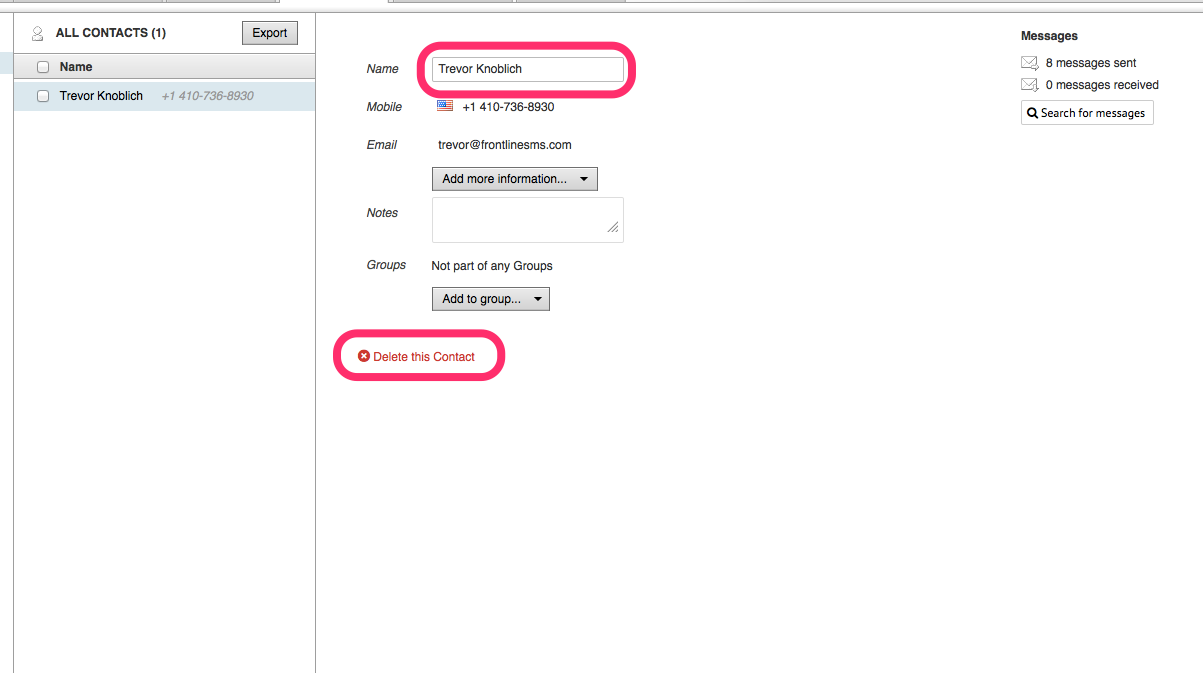 ALL CONTACTS (1)
Export
Name
Trevor Knoblich +1 410-736-8930
Name Trevor Knoblich
Mobile +1 410-736-8930
Email trevor@frontlinesms.com
Add more information...
Notes
Groups Not part of any Groups
Add to group...
Delete this Contact
Messages
8 messages sent
0 messages received
Search for messages